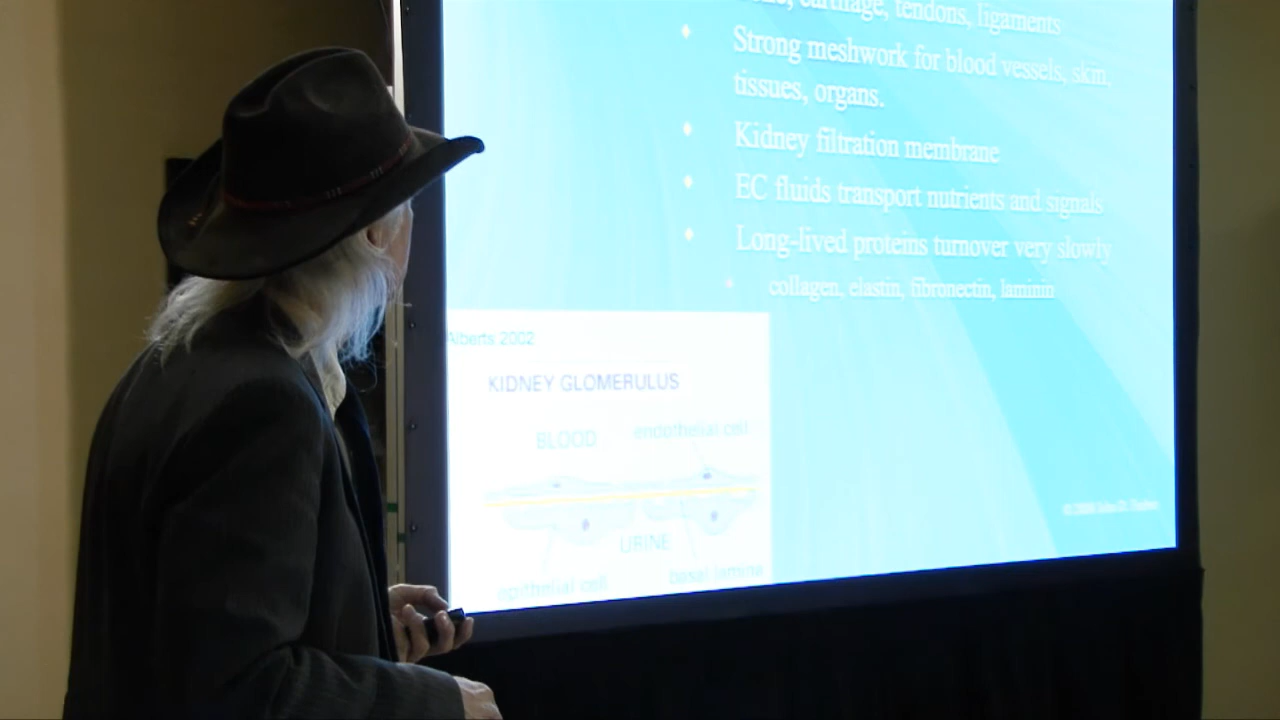 cartilage, tendons, ligaments
Strong meshwork for blood vessels, skin,
tissues, organs.
Kidney filtration membrane
EC fluids transport nutrients and signals
Long-lived proteins turnover very slowly
collagen, elastin, fibronectin, laminin
Alberts 2002
KIDNEY GLOMERULUS
BLOOD
endothelial cell
URINE
epithelial cell
basal lamina